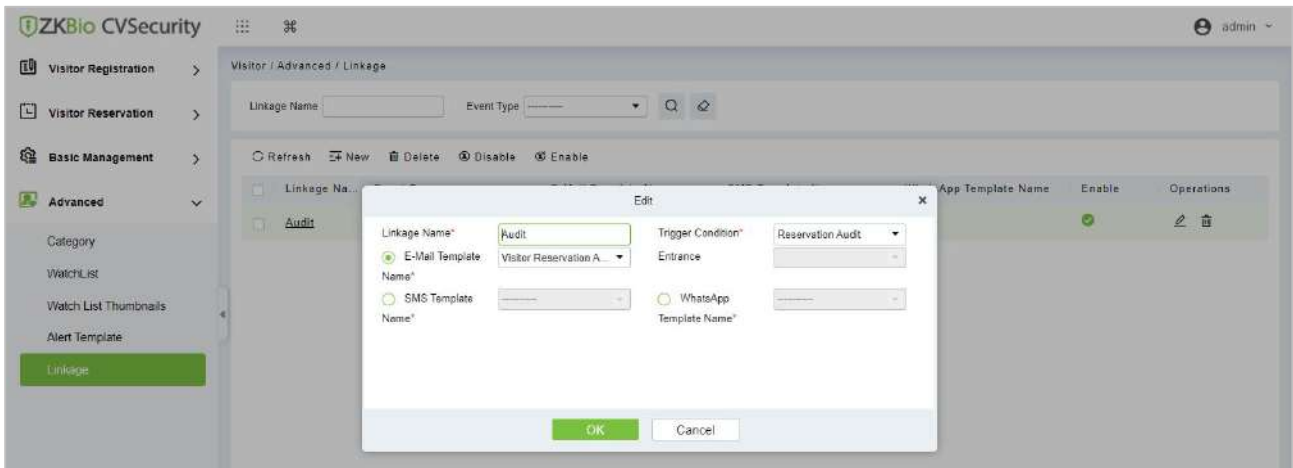 ZKBio CVSecurity
admin
Visitor Registration
Visitor / Advanced / Linkage
Linkage Name
Event Type ----------
Visitor Reservation
Basic Management
Refresh New Delete Disable Enable
Linkage Na... App Template Name Enable Operations
Advanced
Audit
Category
WatchList
Watch List Thumbnails
Alert Template
Linkage
Edit
Linkage Name* Audit Trigger Condition* Reservation Audit
E-Mail Template Name* Visitor Reservation A... Entrance
SMS Template Name* ---------- WhatsApp Template Name* ----------
OK Cancel